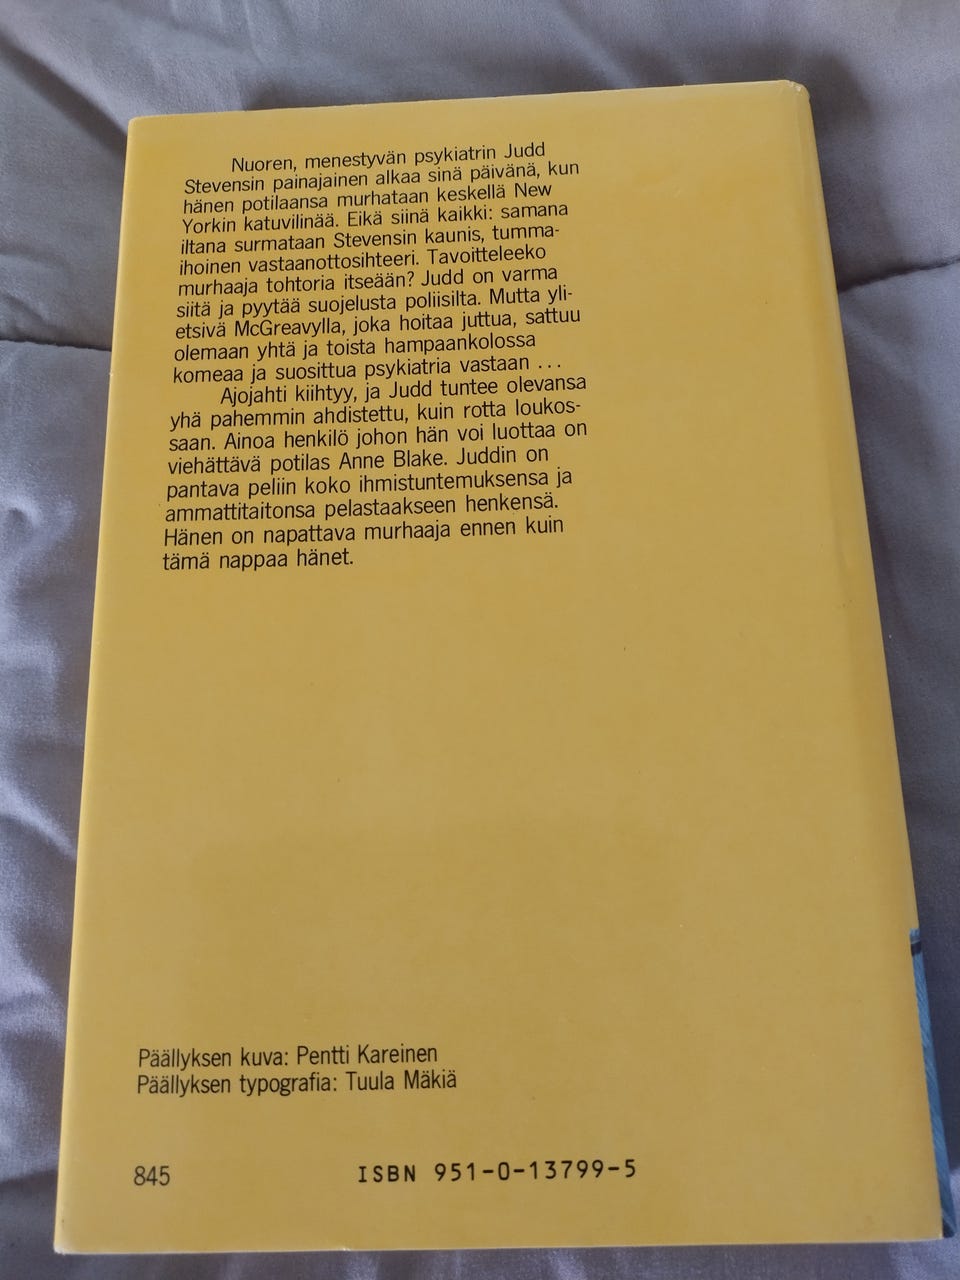 Nuoren, menestyvän psykiatrin Judd
Stevensin painajainen alkaa sinä päivänä, kun
hänen potilaansa murhataan keskellä New
Yorkin katuvilinää. Eikä siinä kaikki: samana
iltana surmataan Stevensin kaunis, tumma-
ihoinen vastaanottosihteeri. Tavoitteleeko
murhaaja tohtoria itseään? Judd on varma
siitä ja pyytää suojelusta poliisilta. Mutta yli-
etsivä McGreavylla, joka hoitaa juttua, sattuu
olemaan yhtä ja toista hampaankolossa
komeaa ja suosittua psykiatria vastaan ...
Ajojahti kiihtyy, ja Judd tuntee olevansa
yhä pahemmin ahdistettu, kuin rotta loukos-
saan. Ainoa henkilö johon hän voi luottaa on
viehättävä potilas Anne Blake. Juddin on
pantava peliin koko ihmistuntemuksensa ja
ammattitaitonsa pelastaakseen henkensä.
Hänen on napattava murhaaja ennen kuin
tämä nappaa hänet.
Päällyksen kuva: Pentti Kareinen
Päällyksen typografia: Tuula Mäkiä
845 ISBN 951-0-13799-5